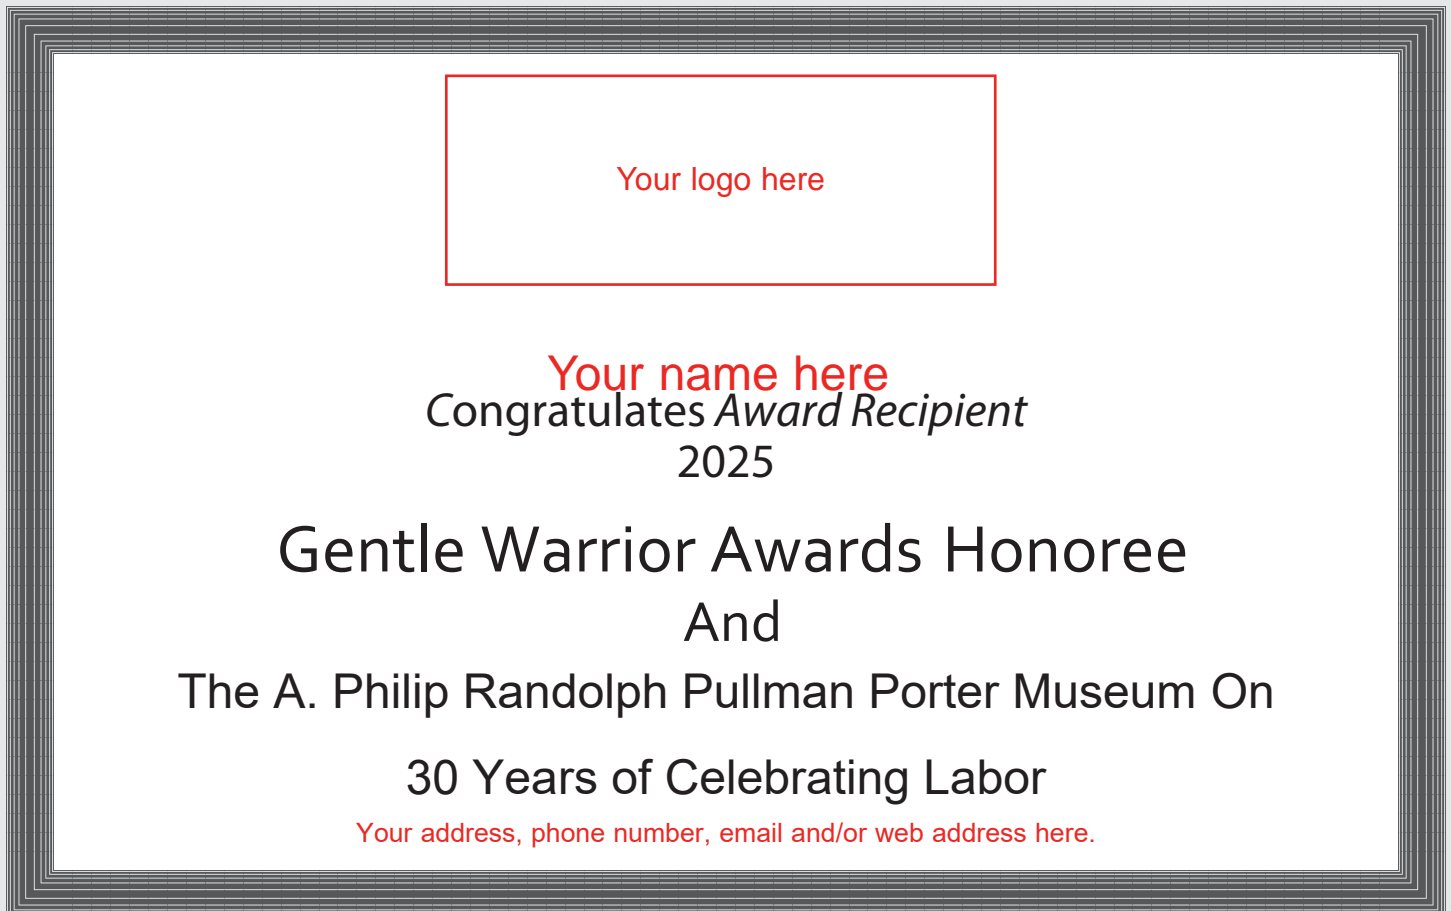 Your logo here
Your name here
Congratulates Award Recipient
2025
Gentle Warrior Awards Honoree
And
The A. Philip Randolph Pullman Porter Museum On
30 Years of Celebrating Labor
Your address, phone number, email and/or web address here.